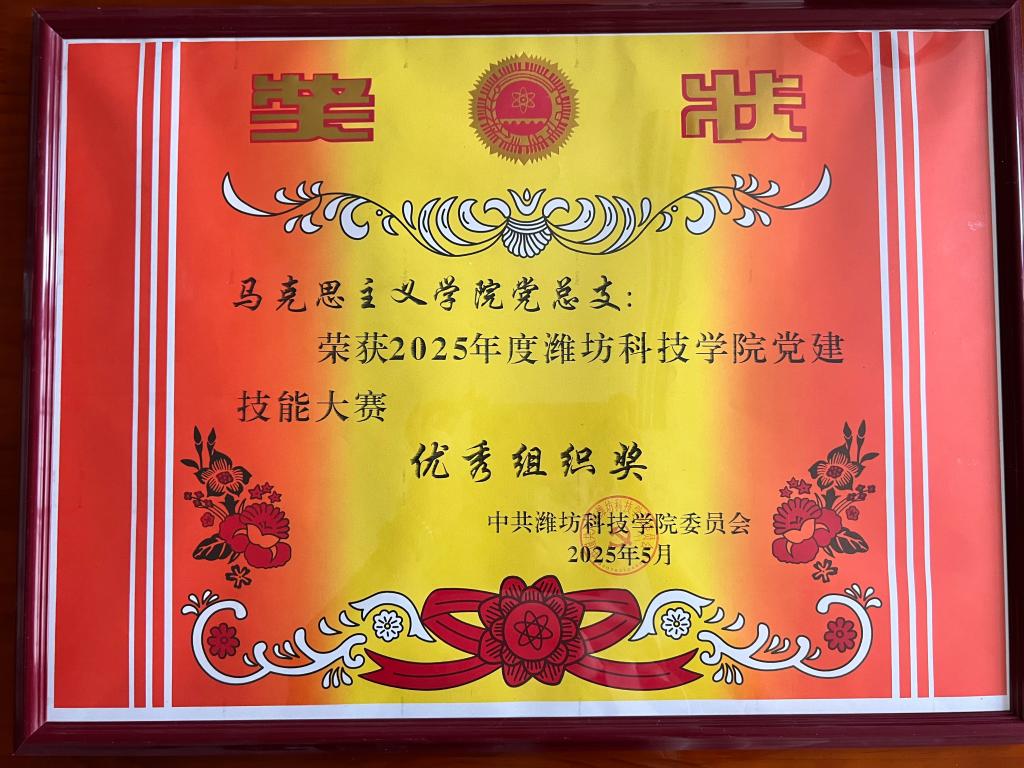 奖状
马克思主义学院党总支:
荣获2025年度潍坊科技学院党建
技能大赛
优秀组织奖
中共潍坊科技学院委员会
2025年5月